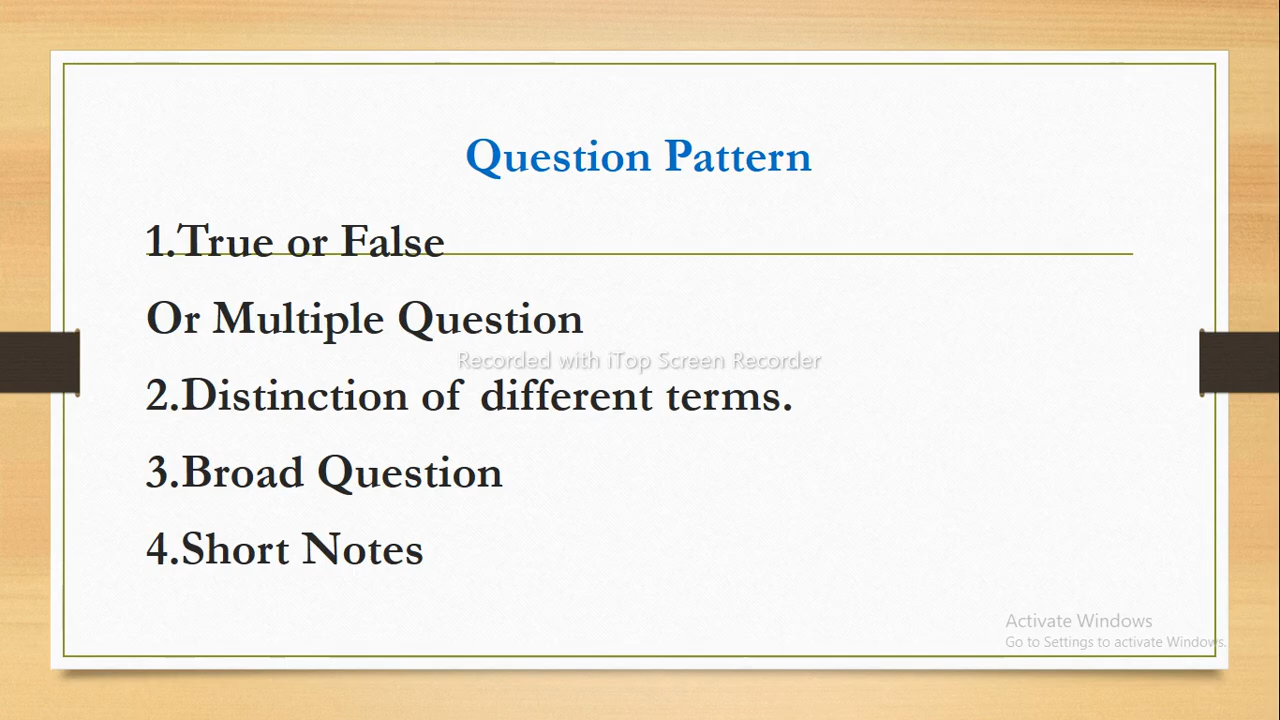 Question Pattern
1.True or False
Or Multiple Question
Recorded with iTop Screen Recorder
2.Distinction of different terms.
3.Broad Question
4.Short Notes
Activate Windows
Go to Settings to activate Windows.